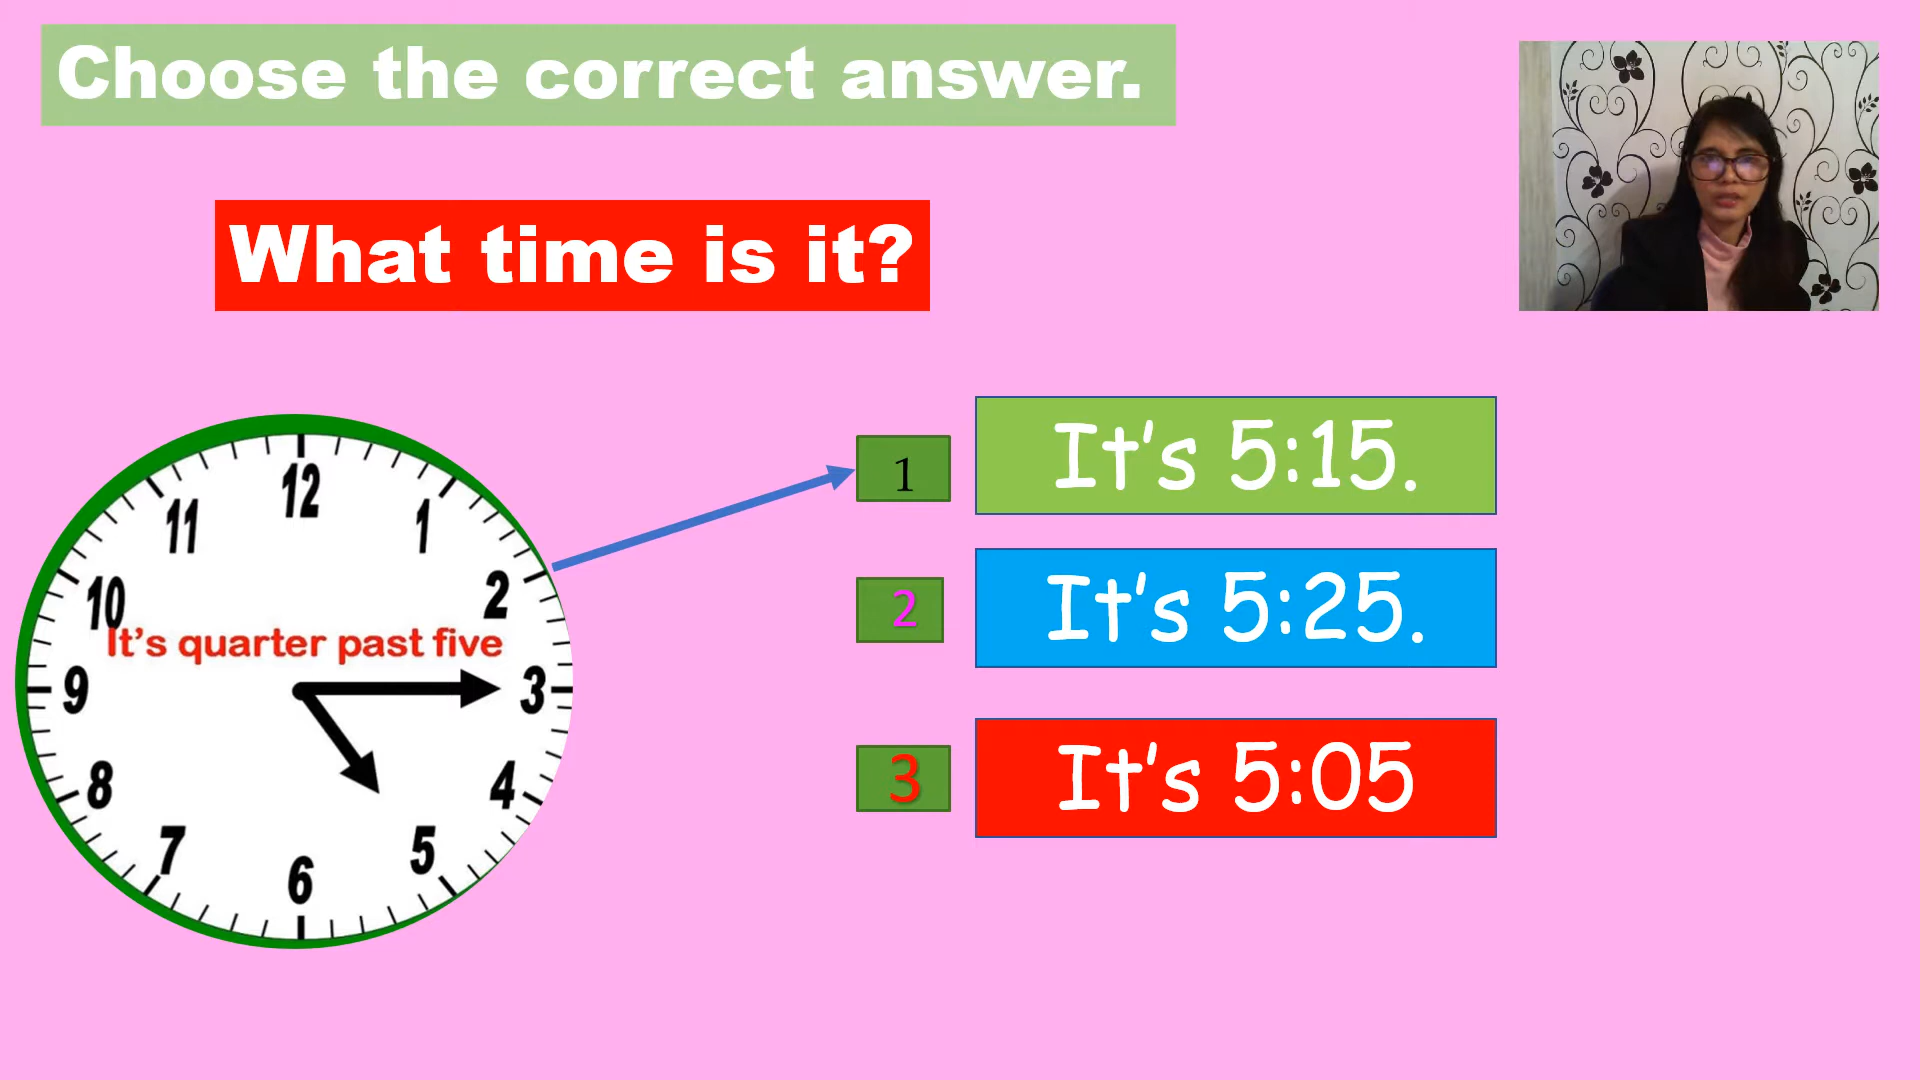 Choose the correct answer.
What time is it?
12
11
1
10
2
It's quarter past five
9
3
8
4
7
5
6
1
It's 5:15.
2
It's 5:25.
3
It's 5:05